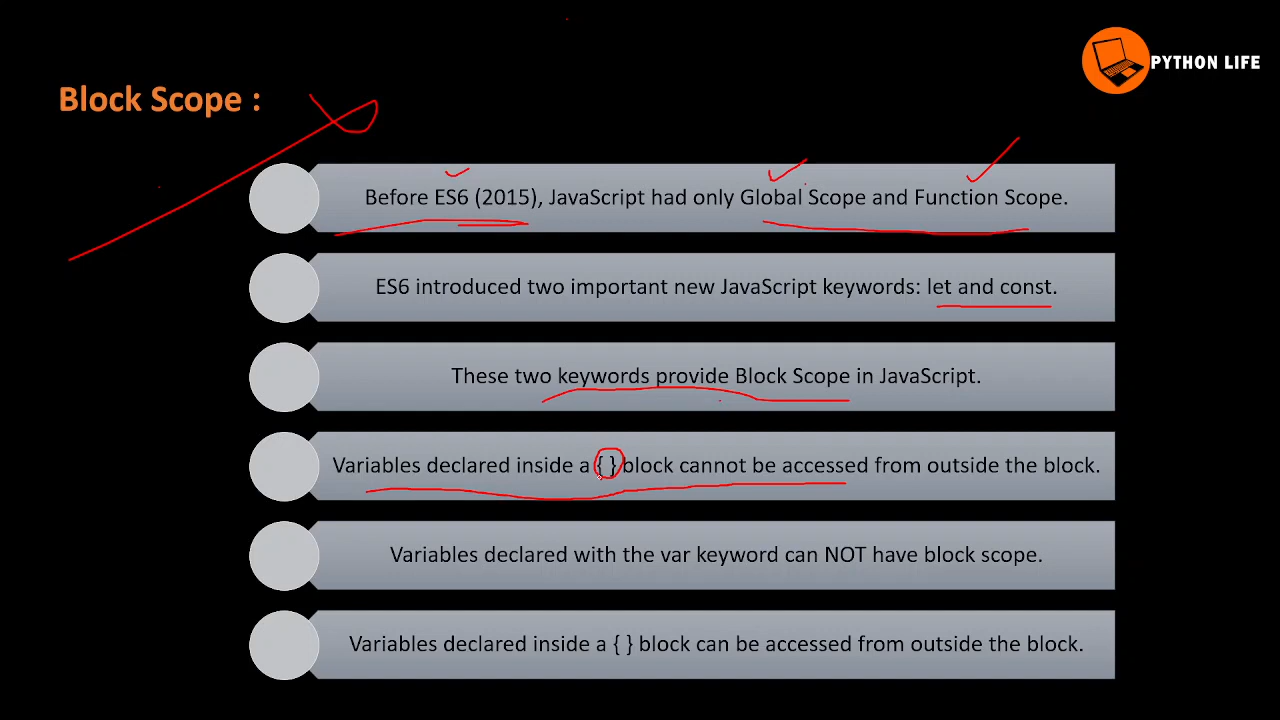 PYTHON LIFE
Block Scope :
Before ES6 (2015), JavaScript had only Global Scope and Function Scope.
ES6 introduced two important new JavaScript keywords: let and const.
These two keywords provide Block Scope in JavaScript.
Variables declared inside a { } block cannot be accessed from outside the block.
Variables declared with the var keyword can NOT have block scope.
Variables declared inside a { } block can be accessed from outside the block.